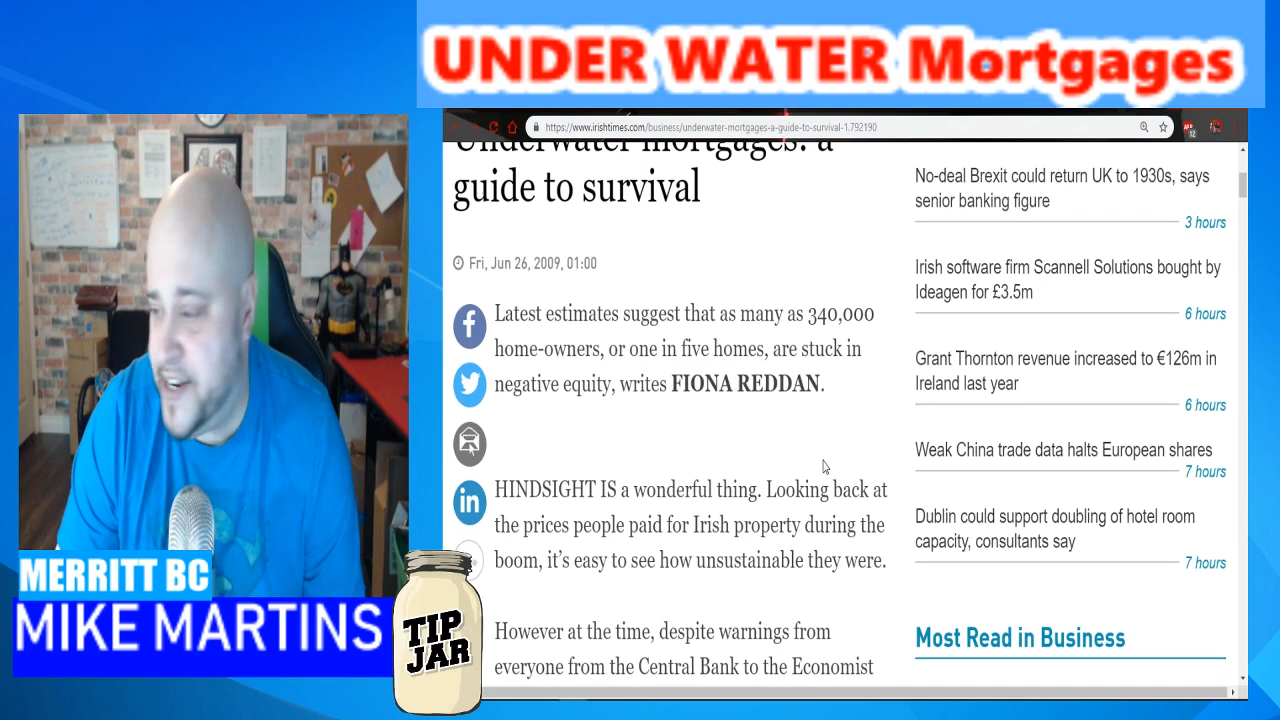 UNDER WATER Mortgages
https://www.irishtimes.com/business/underwater-mortgages-a-guide-to-survival-1.792190
Underwater mortgages: a
guide to survival
Fri, Jun 26, 2009, 01:00
Latest estimates suggest that as many as 340,000
home-owners, or one in five homes, are stuck in
negative equity, writes FIONA REDDAN.
HINDSIGHT IS a wonderful thing. Looking back at
the prices people paid for Irish property during the
boom, it's easy to see how unsustainable they were.
However at the time, despite warnings from
everyone from the Central Bank to the Economist
No-deal Brexit could return UK to 1930s, says
senior banking figure
3 hours
Irish software firm Scannell Solutions bought by
Ideagen for £3.5m
6 hours
Grant Thornton revenue increased to €126m in
Ireland last year
6 hours
Weak China trade data halts European shares
7 hours
Dublin could support doubling of hotel room
capacity, consultants say
7 hours
Most Read in Business
MERRITT BC
MIKE MARTINS
TIP
JAR